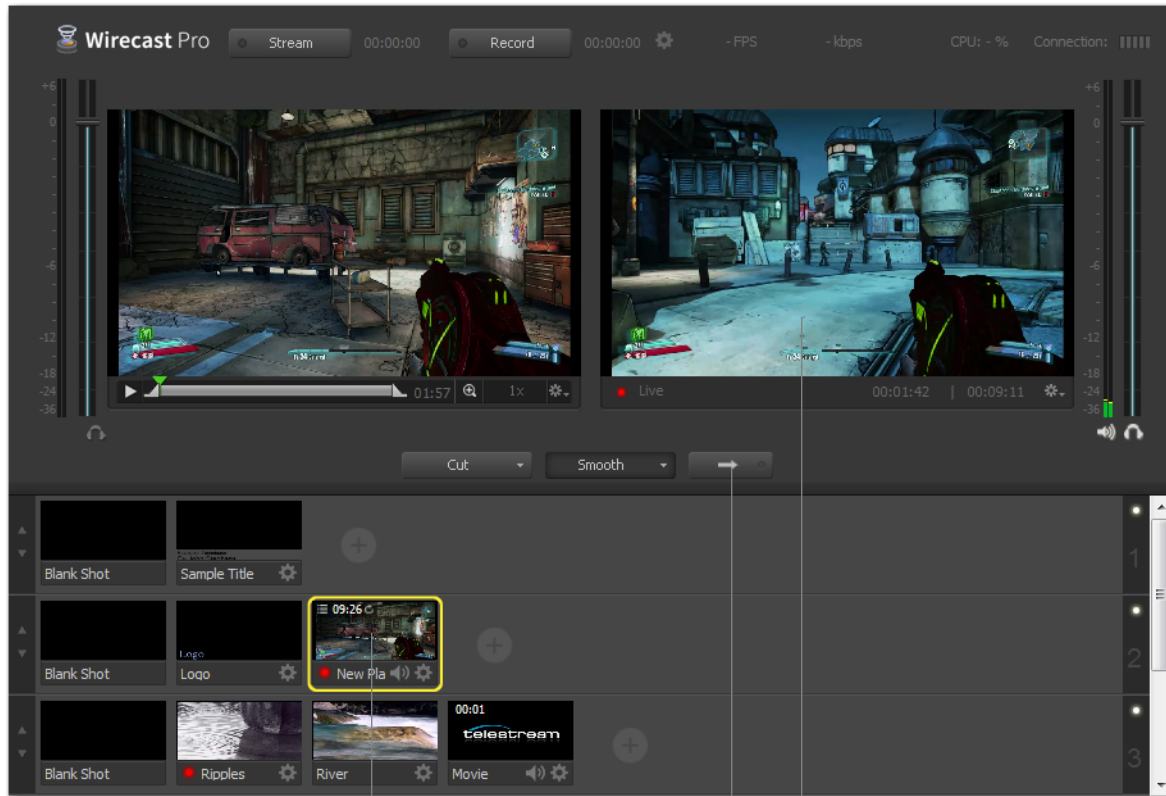 Wirecast Pro Stream 00:00:00 Record 00:00:00 - FPS - kbps CPU: - % Connection:
+6 +6
0 0
-6 -6
-12 -12
-18 -18
-24 -24
-36 -36
01:57 1x Live 00:01:42 | 00:09:11
Cut Smooth
Blank Shot Sample Title 1
09:26
Logo
Blank Shot Logo New Pla 2
00:01
telestream
Blank Shot Ripples River Movie 3